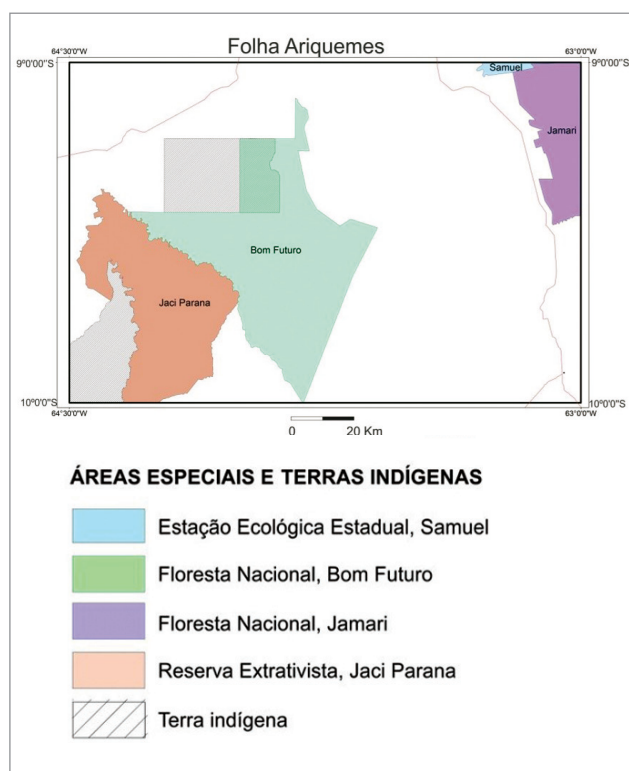 Folha Ariquemes
64°30'0"W
63°0'0"W
9°0'00"S
9°0'00"S
Samuel
Jamari
Bom Futuro
Jaci Parana
10°0'0"S
10°0'0"S
64°30'0"W
63°0'0"W
0 20 Km
ÁREAS ESPECIAIS E TERRAS INDÍGENAS
Estação Ecológica Estadual, Samuel
Floresta Nacional, Bom Futuro
Floresta Nacional, Jamari
Reserva Extrativista, Jaci Parana
Terra indígena